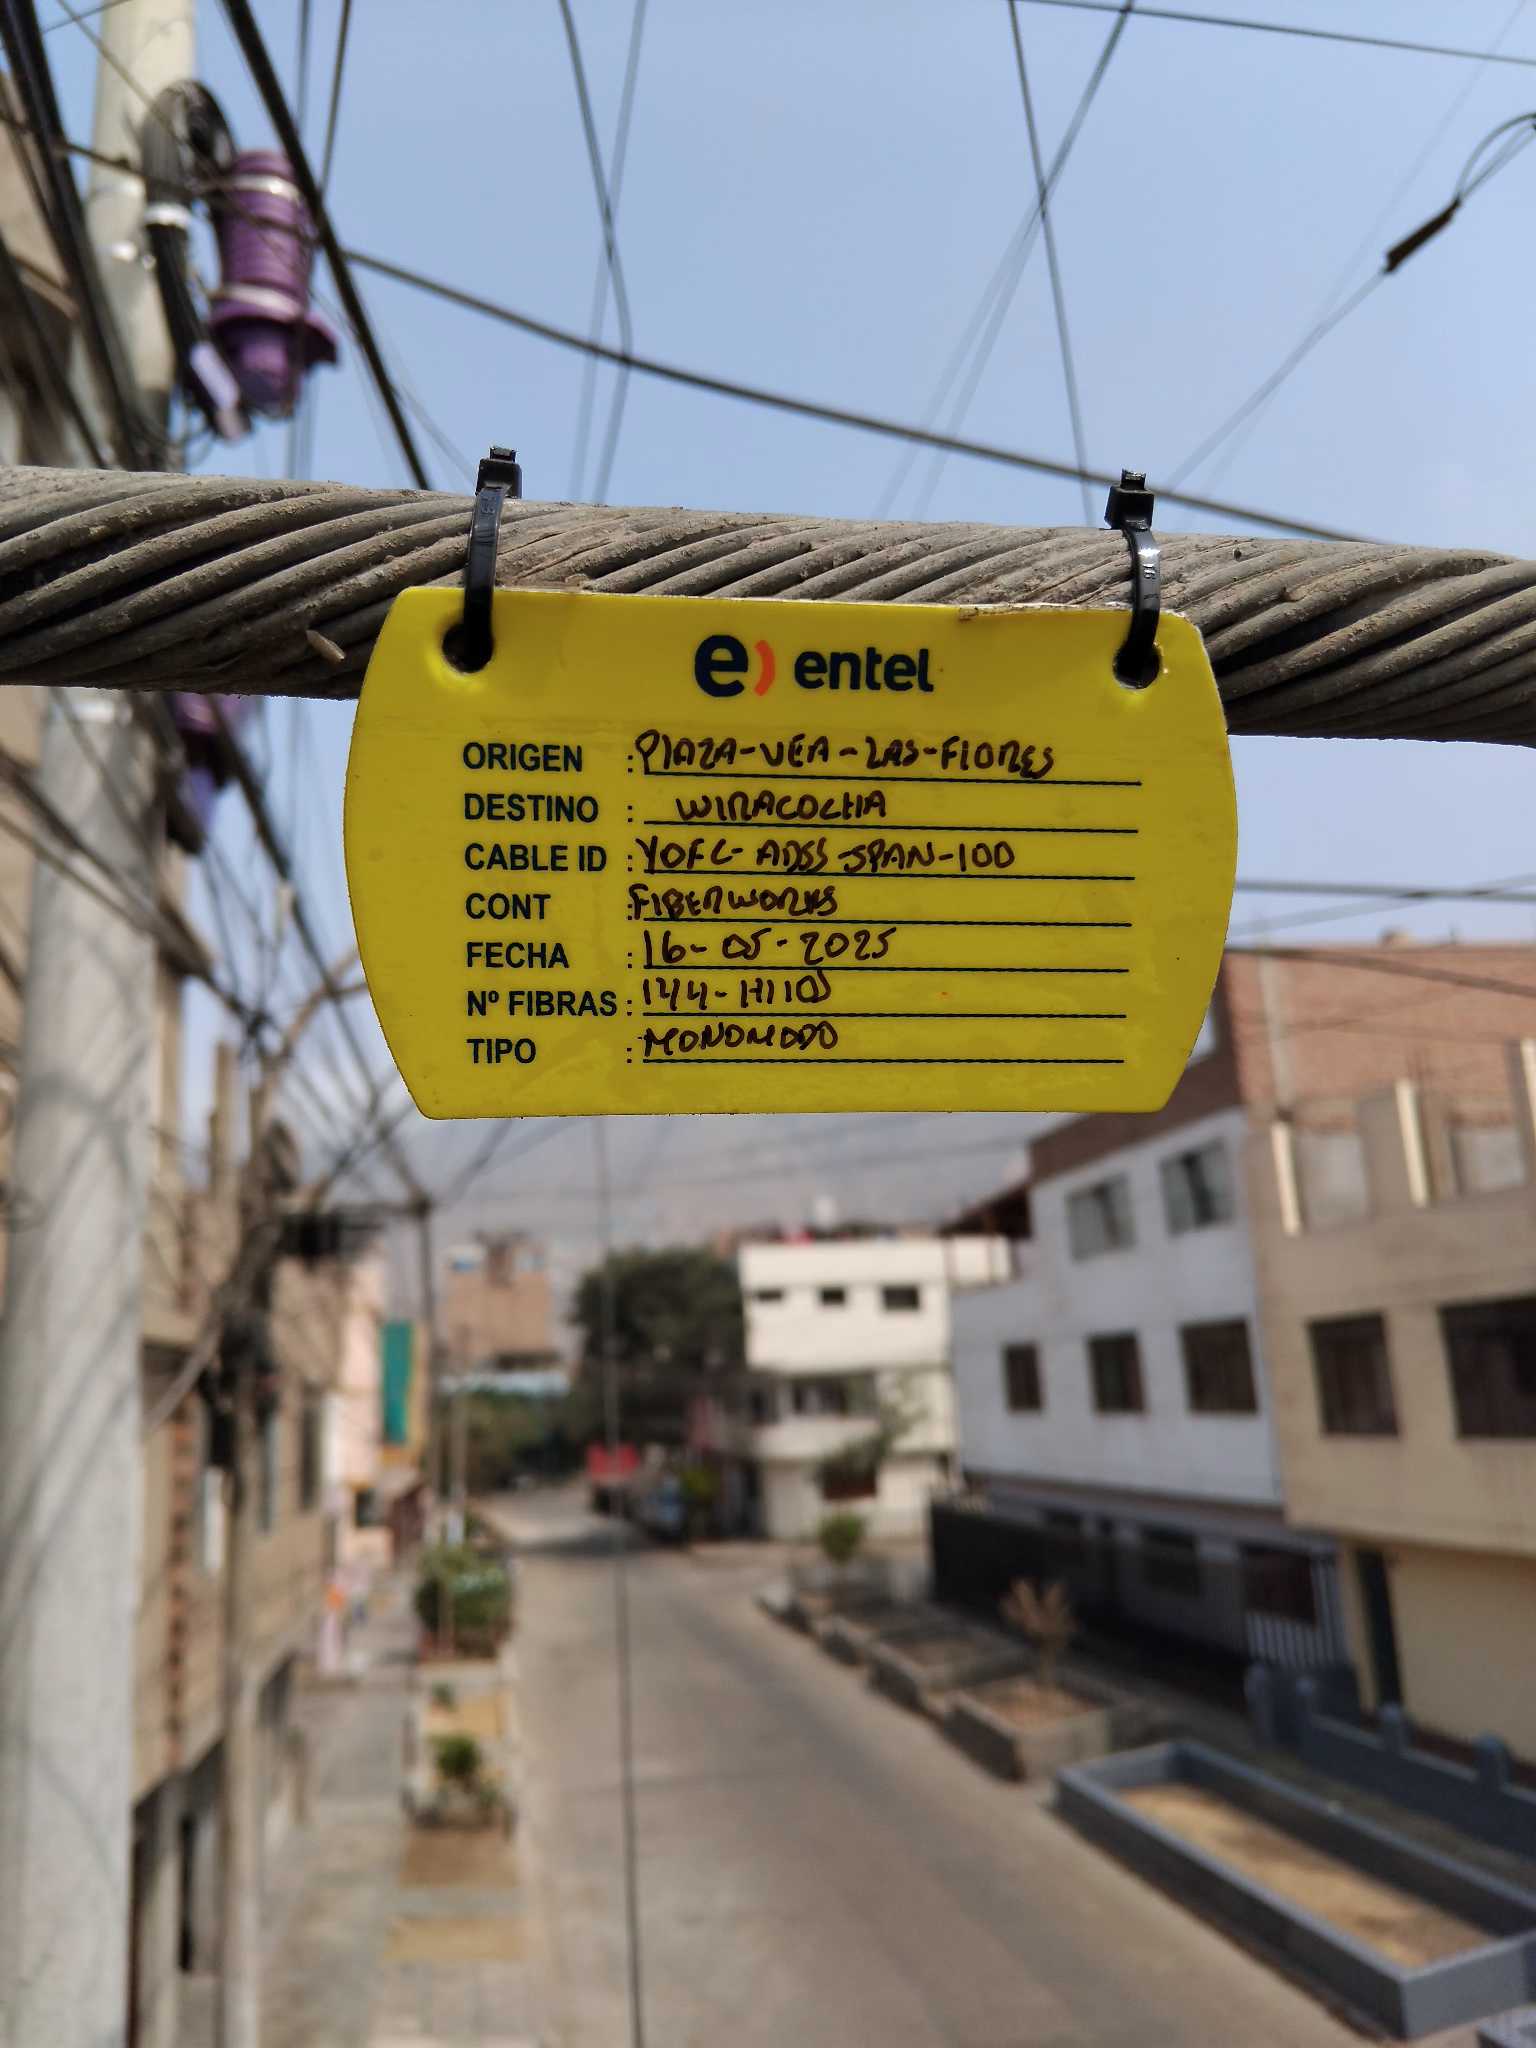 e) entel
ORIGEN : PLAZA-VEA-LAS-FLORES
DESTINO : WIRACOCHA
CABLE ID : YOFC-ADSS SPAN-100
CONT : FIBERWORKS
FECHA : 16-05-2025
Nº FIBRAS : 144-HILOS
TIPO : MONOMODO